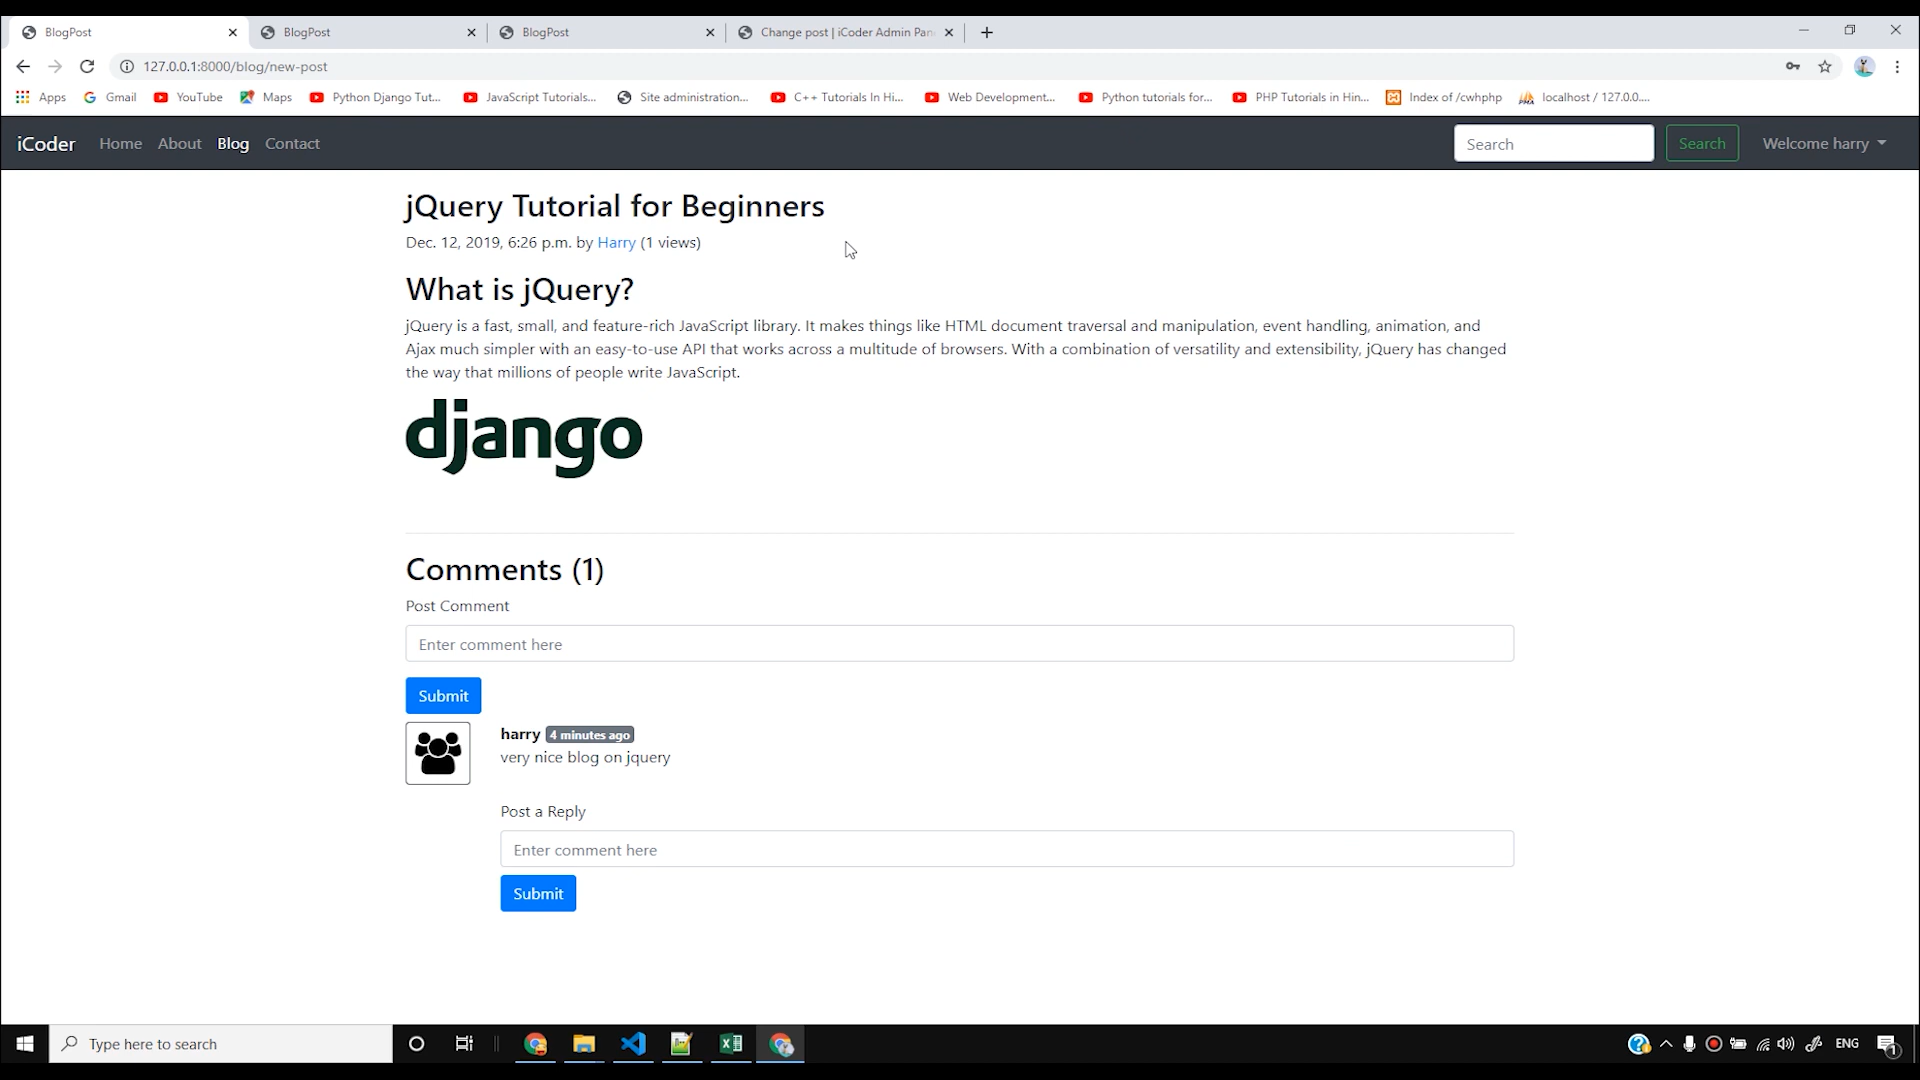 BlogPost
BlogPost
BlogPost
Change post | iCoder Admin Pan
127.0.0.1:8000/blog/new-post
Apps
Gmail
YouTube
Maps
Python Django Tut...
JavaScript Tutorials...
Site administration...
C++ Tutorials In Hi...
Web Development...
Python tutorials for...
PHP Tutorials in Hin...
Index of /cwhphp
localhost / 127.0.0....
iCoder Home About Blog Contact
Search
Search
Welcome harry
jQuery Tutorial for Beginners
Dec. 12, 2019, 6:26 p.m. by Harry (1 views)
What is jQuery?
jQuery is a fast, small, and feature-rich JavaScript library. It makes things like HTML document traversal and manipulation, event handling, animation, and
Ajax much simpler with an easy-to-use API that works across a multitude of browsers. With a combination of versatility and extensibility, jQuery has changed
the way that millions of people write JavaScript.
django
Comments (1)
Post Comment
Enter comment here
Submit
harry 4 minutes ago
very nice blog on jquery
Post a Reply
Enter comment here
Submit
Type here to search
ENG
1